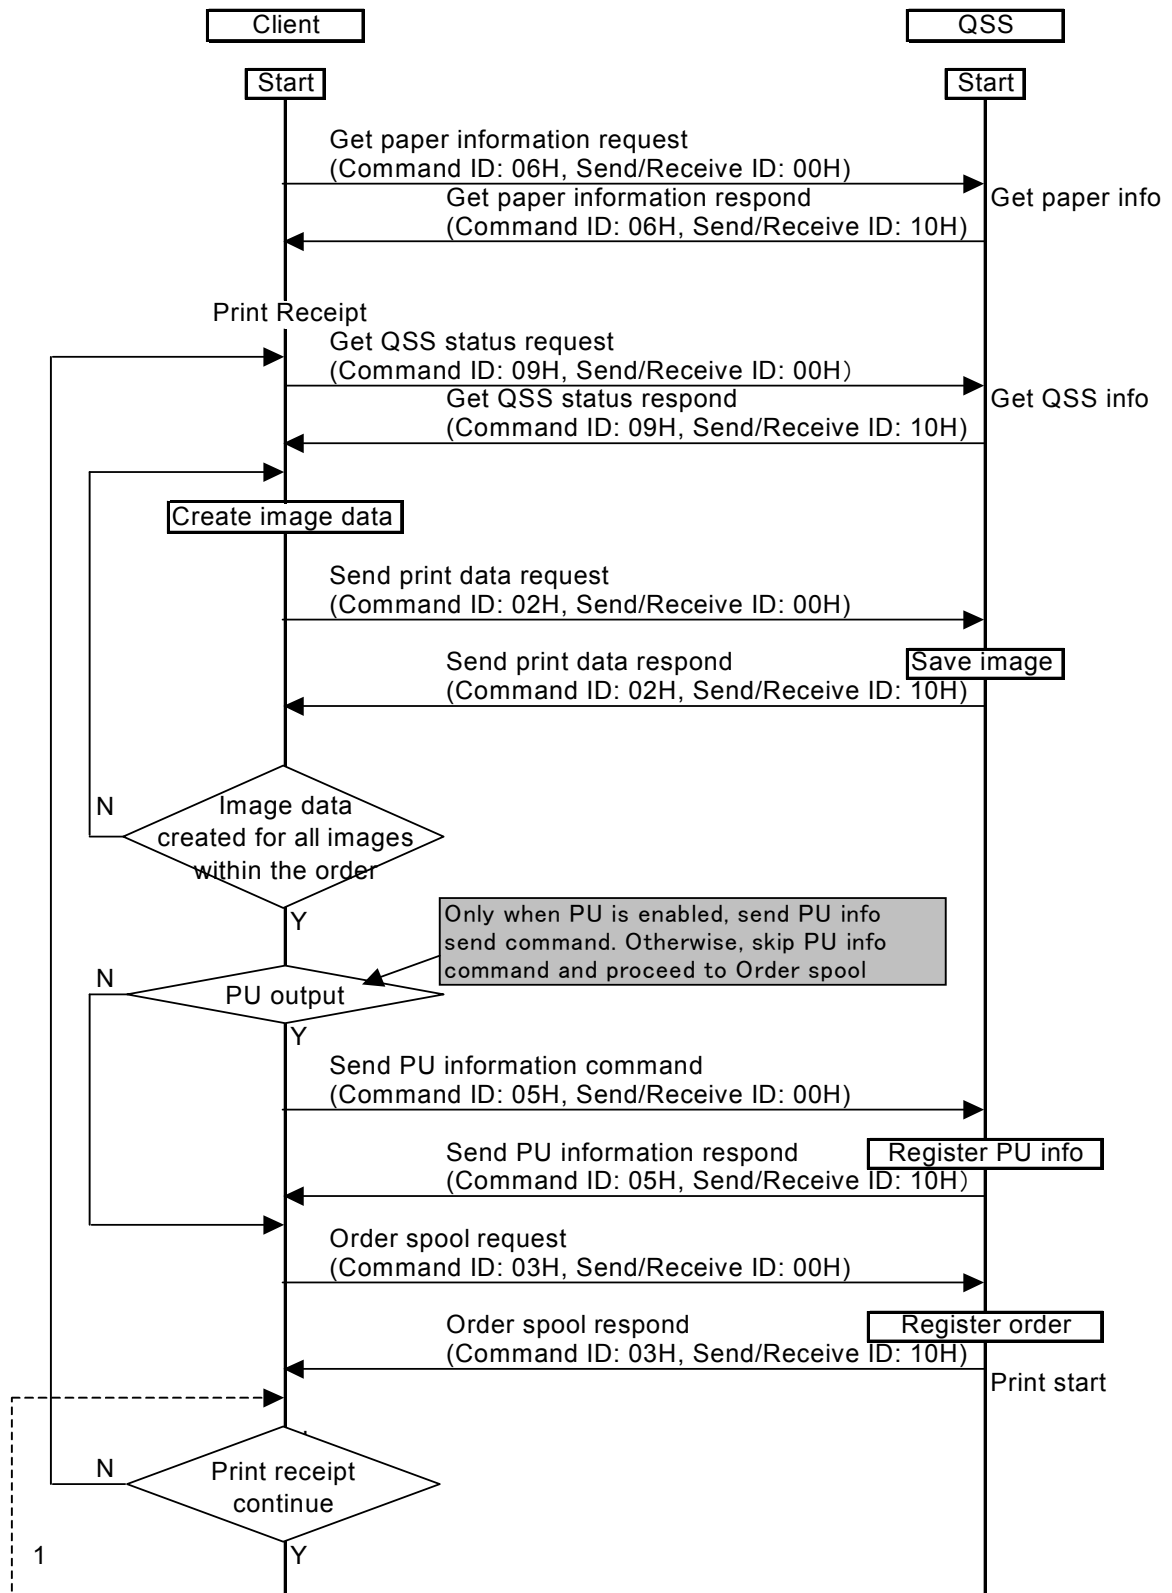 Client
QSS
Start
Start
Get paper information request
(Command ID: 06H, Send/Receive ID: 00H)
Get paper information respond
Get paper info
(Command ID: 06H, Send/Receive ID: 10H)
Print Receipt
Get QSS status request
(Command ID: 09H, Send/Receive ID: 00H）
Get QSS status respond
Get QSS info
(Command ID: 09H, Send/Receive ID: 10H)
Create image data
Send print data request
(Command ID: 02H, Send/Receive ID: 00H)
Send print data respond
Save image
(Command ID: 02H, Send/Receive ID: 10H)
N
Image data
created for all images
within the order
Y
Only when PU is enabled, send PU info
send command. Otherwise, skip PU info
command and proceed to Order spool
N
PU output
Y
Send PU information command
(Command ID: 05H, Send/Receive ID: 00H)
Send PU information respond
Register PU info
(Command ID: 05H, Send/Receive ID: 10H）
Order spool request
(Command ID: 03H, Send/Receive ID: 00H)
Order spool respond
Register order
(Command ID: 03H, Send/Receive ID: 10H)
Print start
N
Print receipt
continue
1
Y